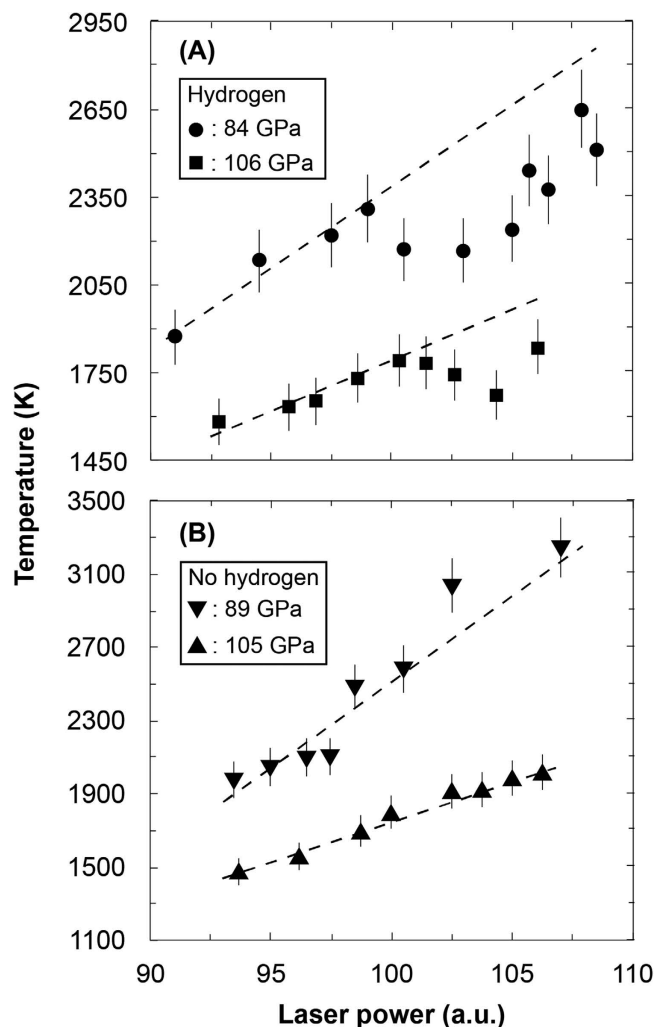 (A)
Hydrogen
: 84 GPa
: 106 GPa
2950
2650
2350
2050
1750
1450
Temperature (K)
(B)
No hydrogen
: 89 GPa
: 105 GPa
3500
3100
2700
2300
1900
1500
1100
90 95 100 105 110
Laser power (a.u.)